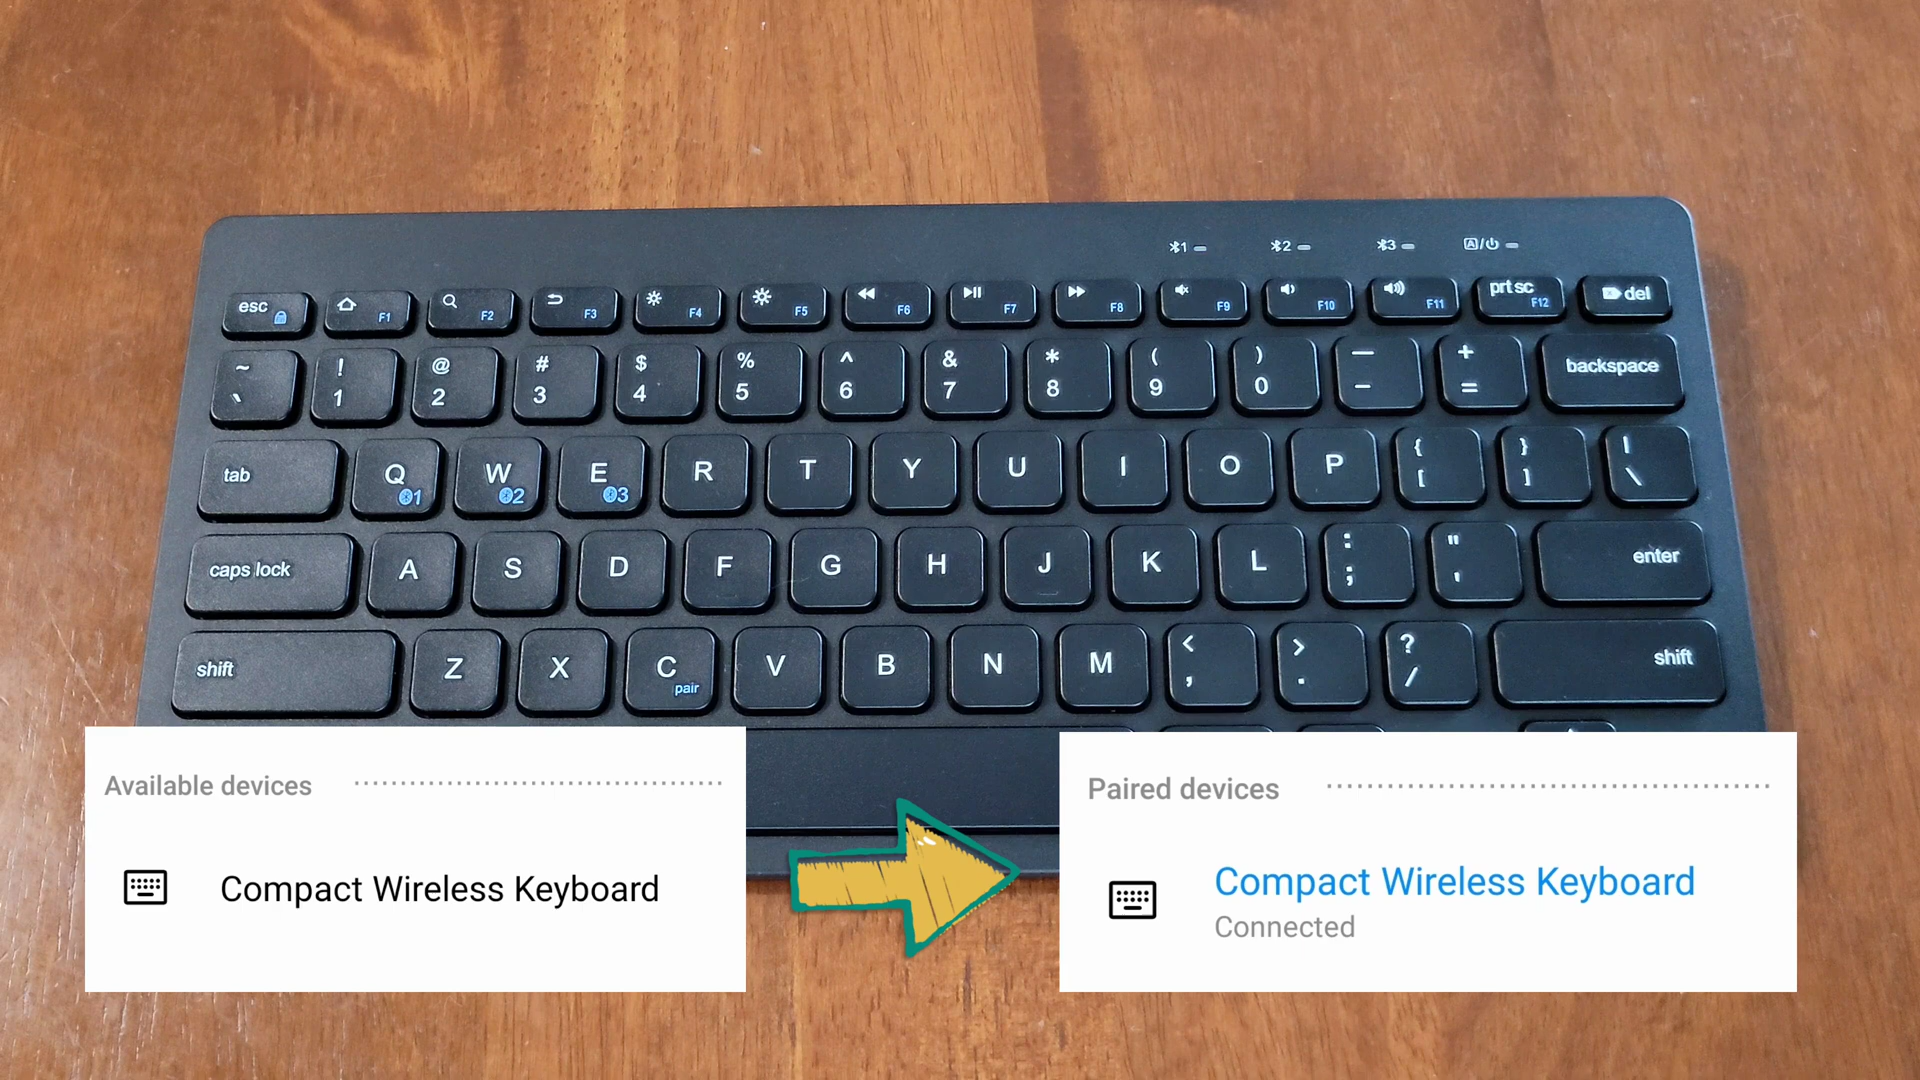 1 2 3 A/
esc F1 F2 F3 F4 F5 F6 F7 F8 F9 F10 F11 prt sc F12 del
~ ` ! 1 @ 2 # 3 $ 4 % 5 ^ 6 & 7 * 8 ( 9 ) 0 — - + = backspace
tab Q 1 W 2 E 3 R T Y U I O P { [ } ] | \
caps lock A S D F G H J K L : ; " ' enter
shift Z X C pair V B N M < , > . ? / shift
Available devices
Compact Wireless Keyboard
Paired devices
Compact Wireless Keyboard
Connected